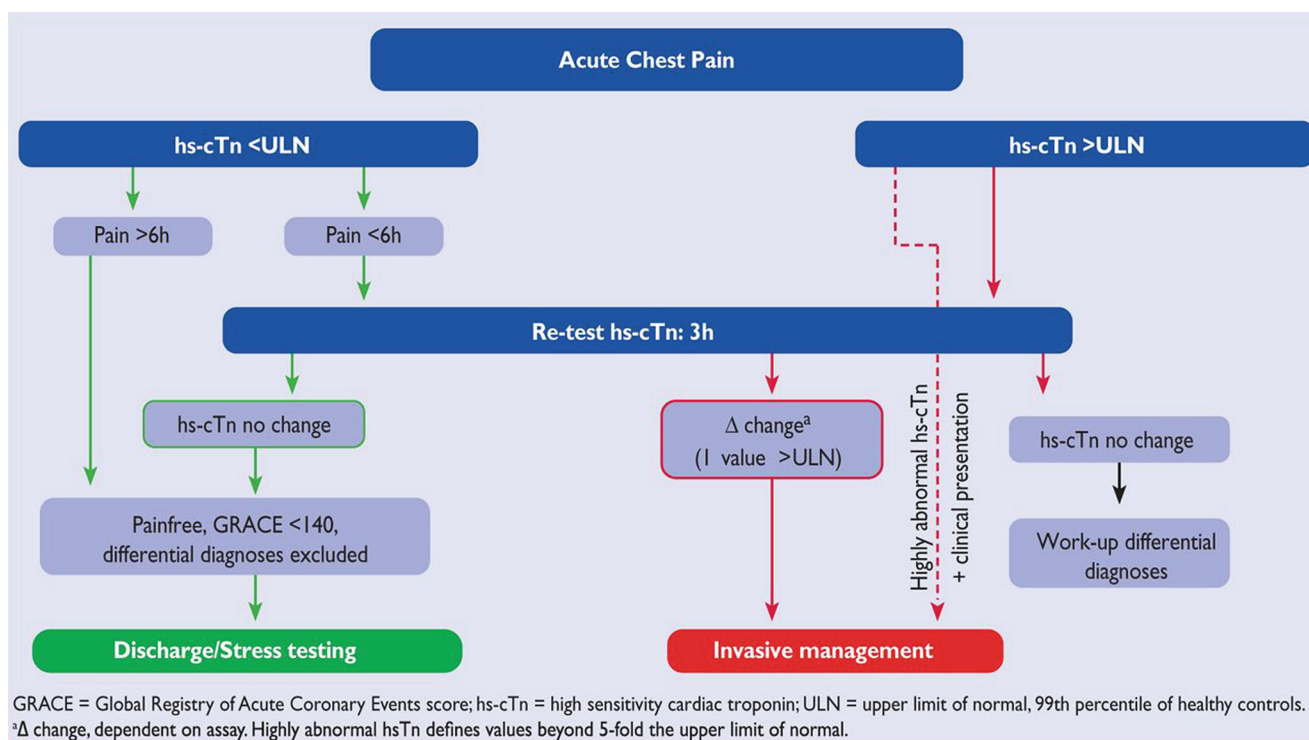 Acute Chest Pain
hs-cTn <ULN
hs-cTn >ULN
Pain >6h
Pain <6h
Re-test hs-cTn: 3h
hs-cTn no change
Δ change^a
(1 value >ULN)
Highly abnormal hs-cTn
+ clinical presentation
hs-cTn no change
Painfree, GRACE <140,
differential diagnoses excluded
Work-up differential
diagnoses
Discharge/Stress testing
Invasive management
GRACE = Global Registry of Acute Coronary Events score; hs-cTn = high sensitivity cardiac troponin; ULN = upper limit of normal, 99th percentile of healthy controls.
^aΔ change, dependent on assay. Highly abnormal hsTn defines values beyond 5-fold the upper limit of normal.